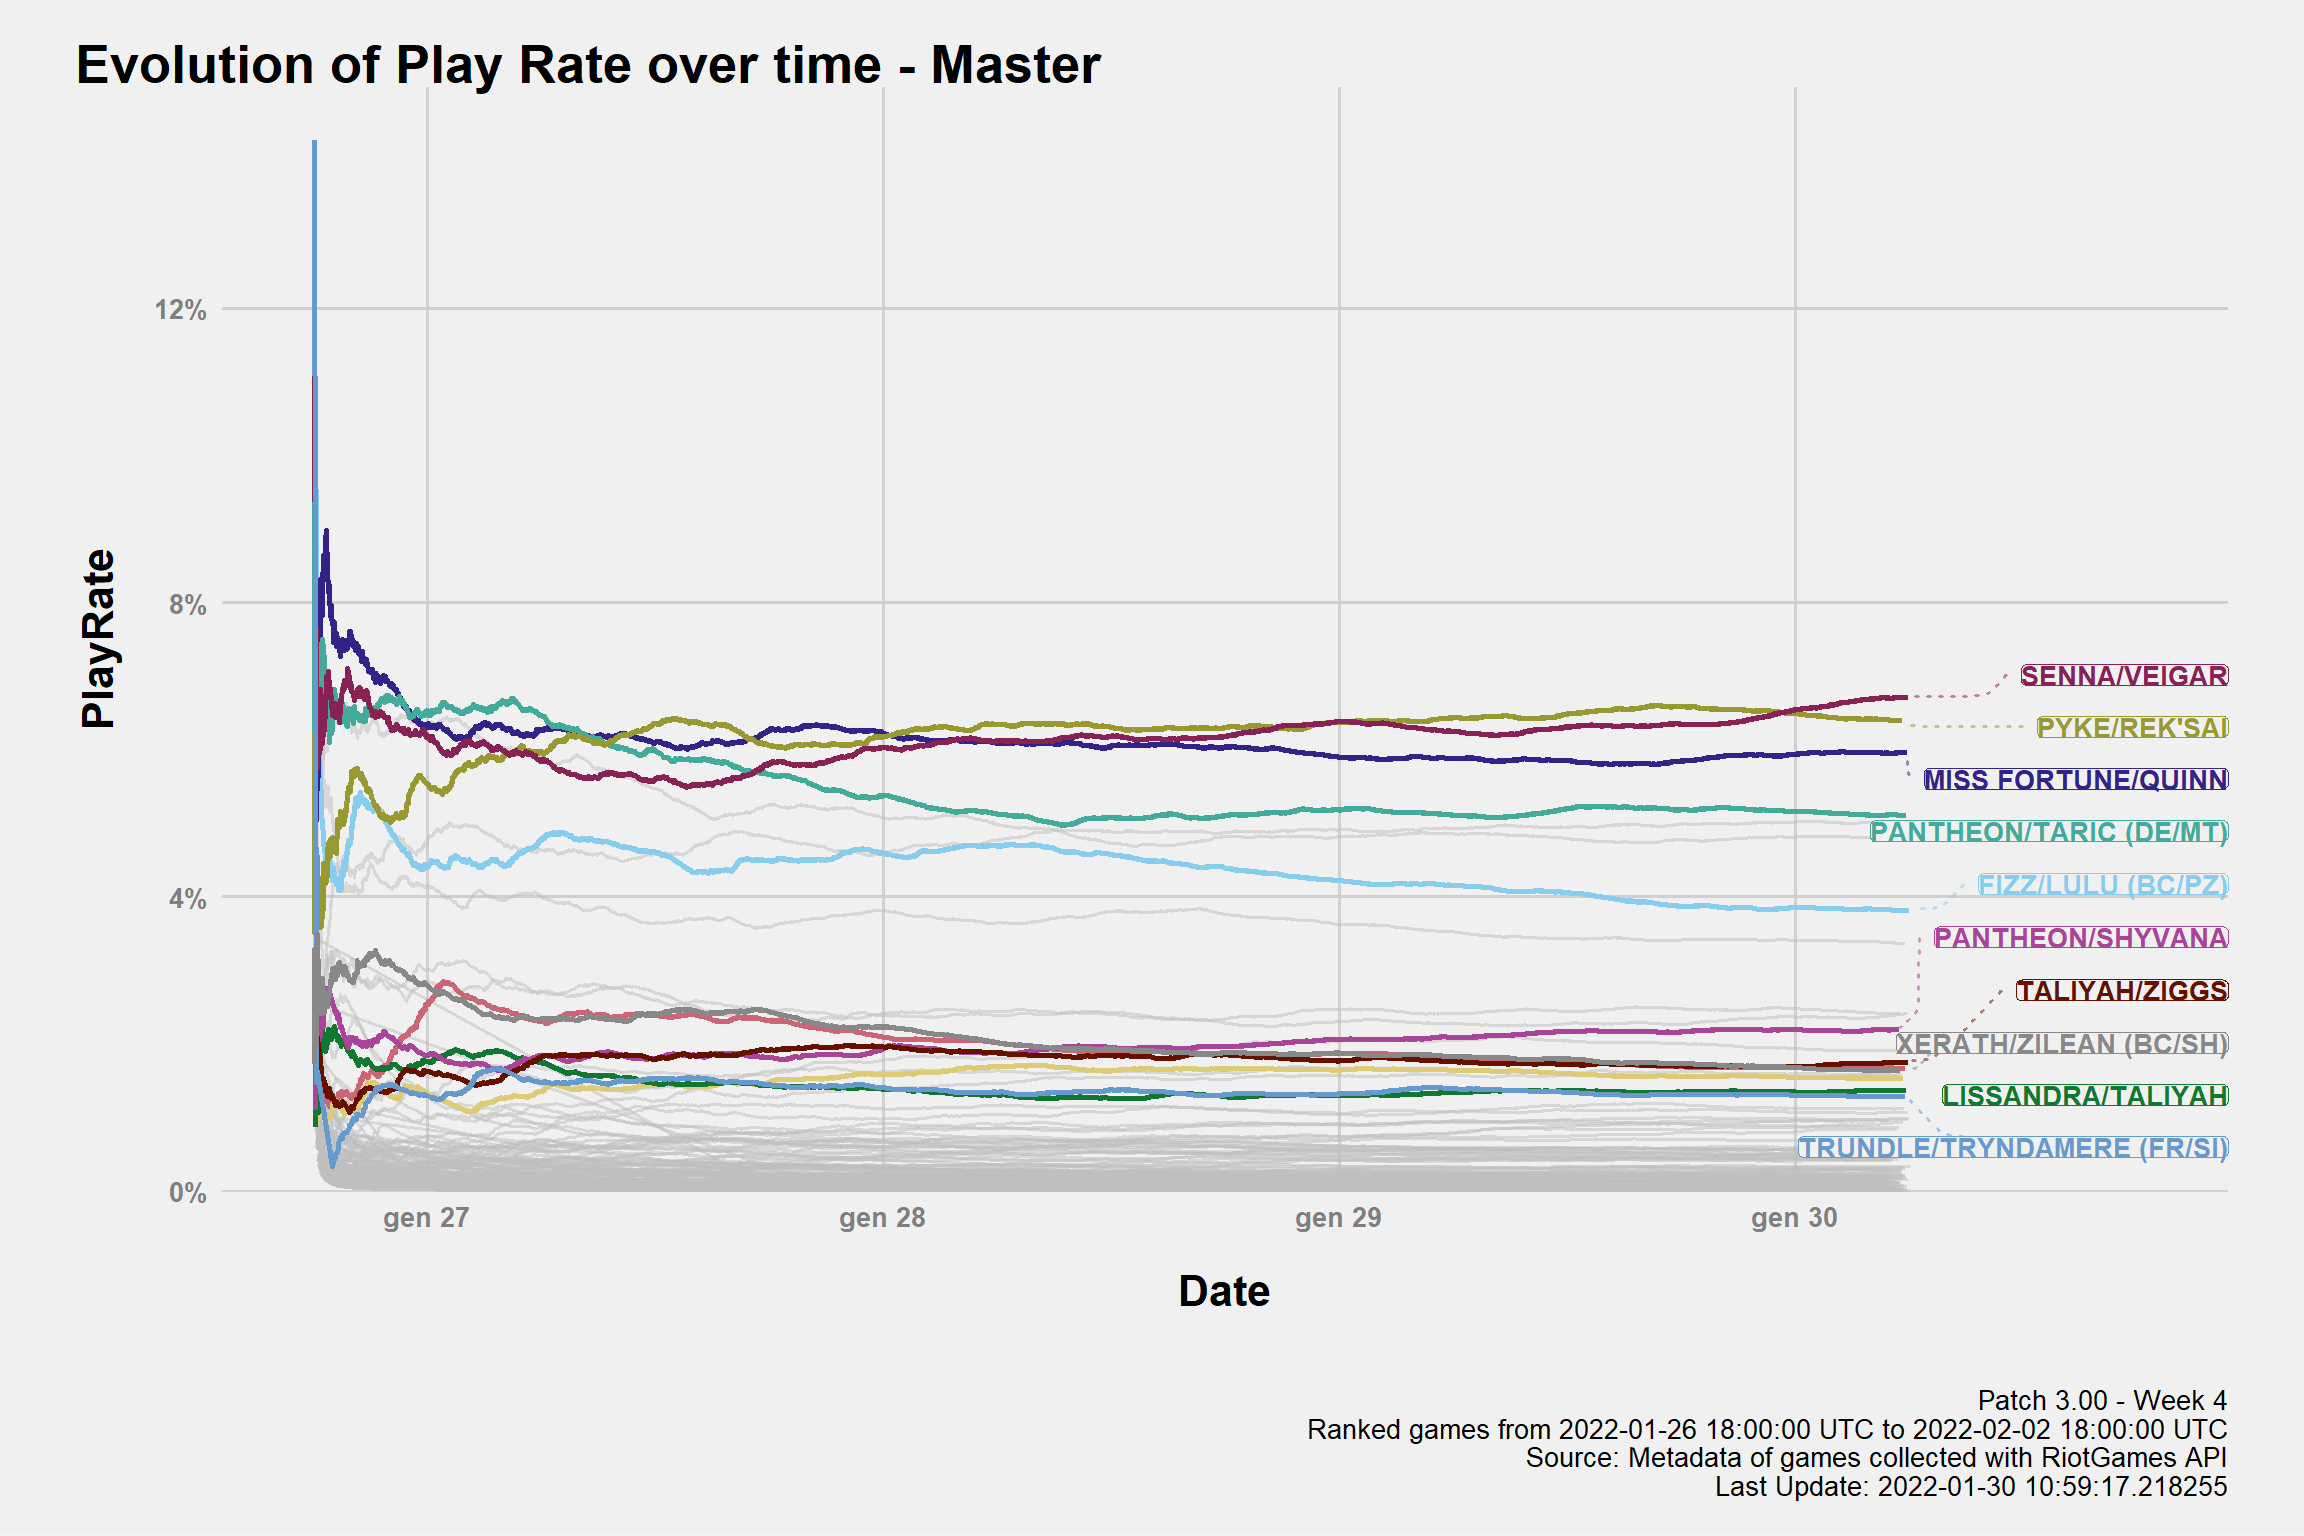 Evolution of Play Rate over time - Master
PlayRate
12%
8%
4%
0%
SENNA/VEIGAR
PYKE/REK'SAI
MISS FORTUNE/QUINN
PANTHEON/TARIC (DE/MT)
FIZZ/LULU (BC/PZ)
PANTHEON/SHYVANA
TALIYAH/ZIGGS
XERATH/ZILEAN (BC/SH)
LISSANDRA/TALIYAH
TRUNDLE/TRYNDAMERE (FR/SI)
gen 27
gen 28
gen 29
gen 30
Date
Patch 3.00 - Week 4
Ranked games from 2022-01-26 18:00:00 UTC to 2022-02-02 18:00:00 UTC
Source: Metadata of games collected with RiotGames API
Last Update: 2022-01-30 10:59:17.218255